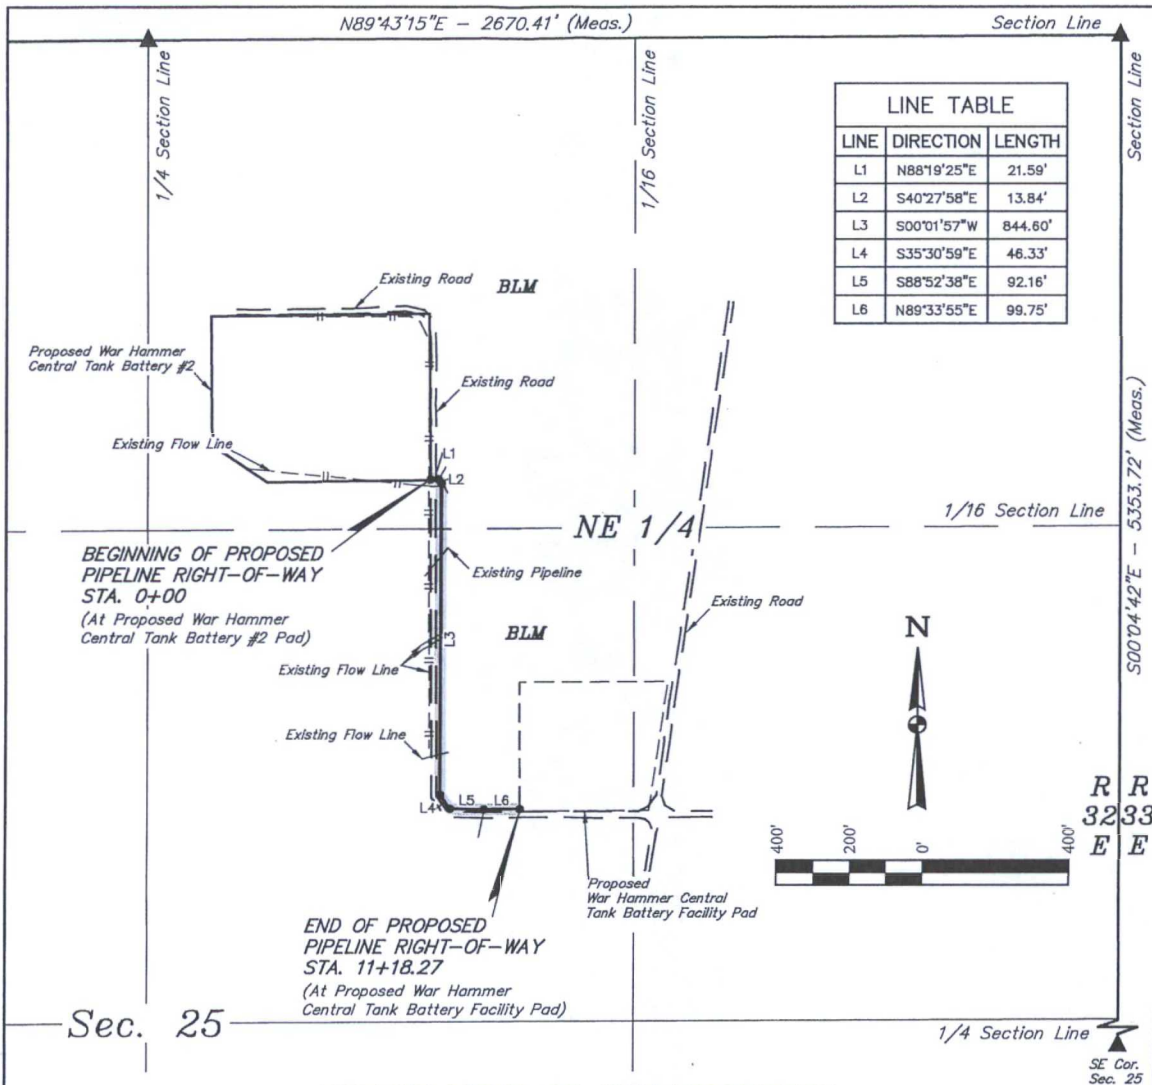 N89°43'15"E - 2670.41' (Meas.)
Section Line
1/4 Section Line
1/16 Section Line
Section Line
LINE TABLE
LINE DIRECTION LENGTH
L1 N88°19'25"E 21.59'
L2 S40°27'58"E 13.84'
L3 S00°01'57"W 844.60'
L4 S35°30'59"E 46.33'
L5 S88°52'38"E 92.16'
L6 N89°33'55"E 99.75'
Existing Road
BLM
Proposed War Hammer
Central Tank Battery #2
Existing Road
Existing Flow Line
L1
L2
S00°04'42"E - 5353.72' (Meas.)
1/16 Section Line
NE 1/4
BEGINNING OF PROPOSED
PIPELINE RIGHT-OF-WAY
STA. 0+00
(At Proposed War Hammer
Central Tank Battery #2 Pad)
Existing Pipeline
Existing Road
BLM
L3
N
Existing Flow Line
Existing Flow Line
L4
L5
L6
R R
32 33
E E
400'
200'
0'
400'
Proposed
War Hammer Central
Tank Battery Facility Pad
END OF PROPOSED
PIPELINE RIGHT-OF-WAY
STA. 11+18.27
(At Proposed War Hammer
Central Tank Battery Facility Pad)
Sec. 25
1/4 Section Line
SE Cor.
Sec. 25